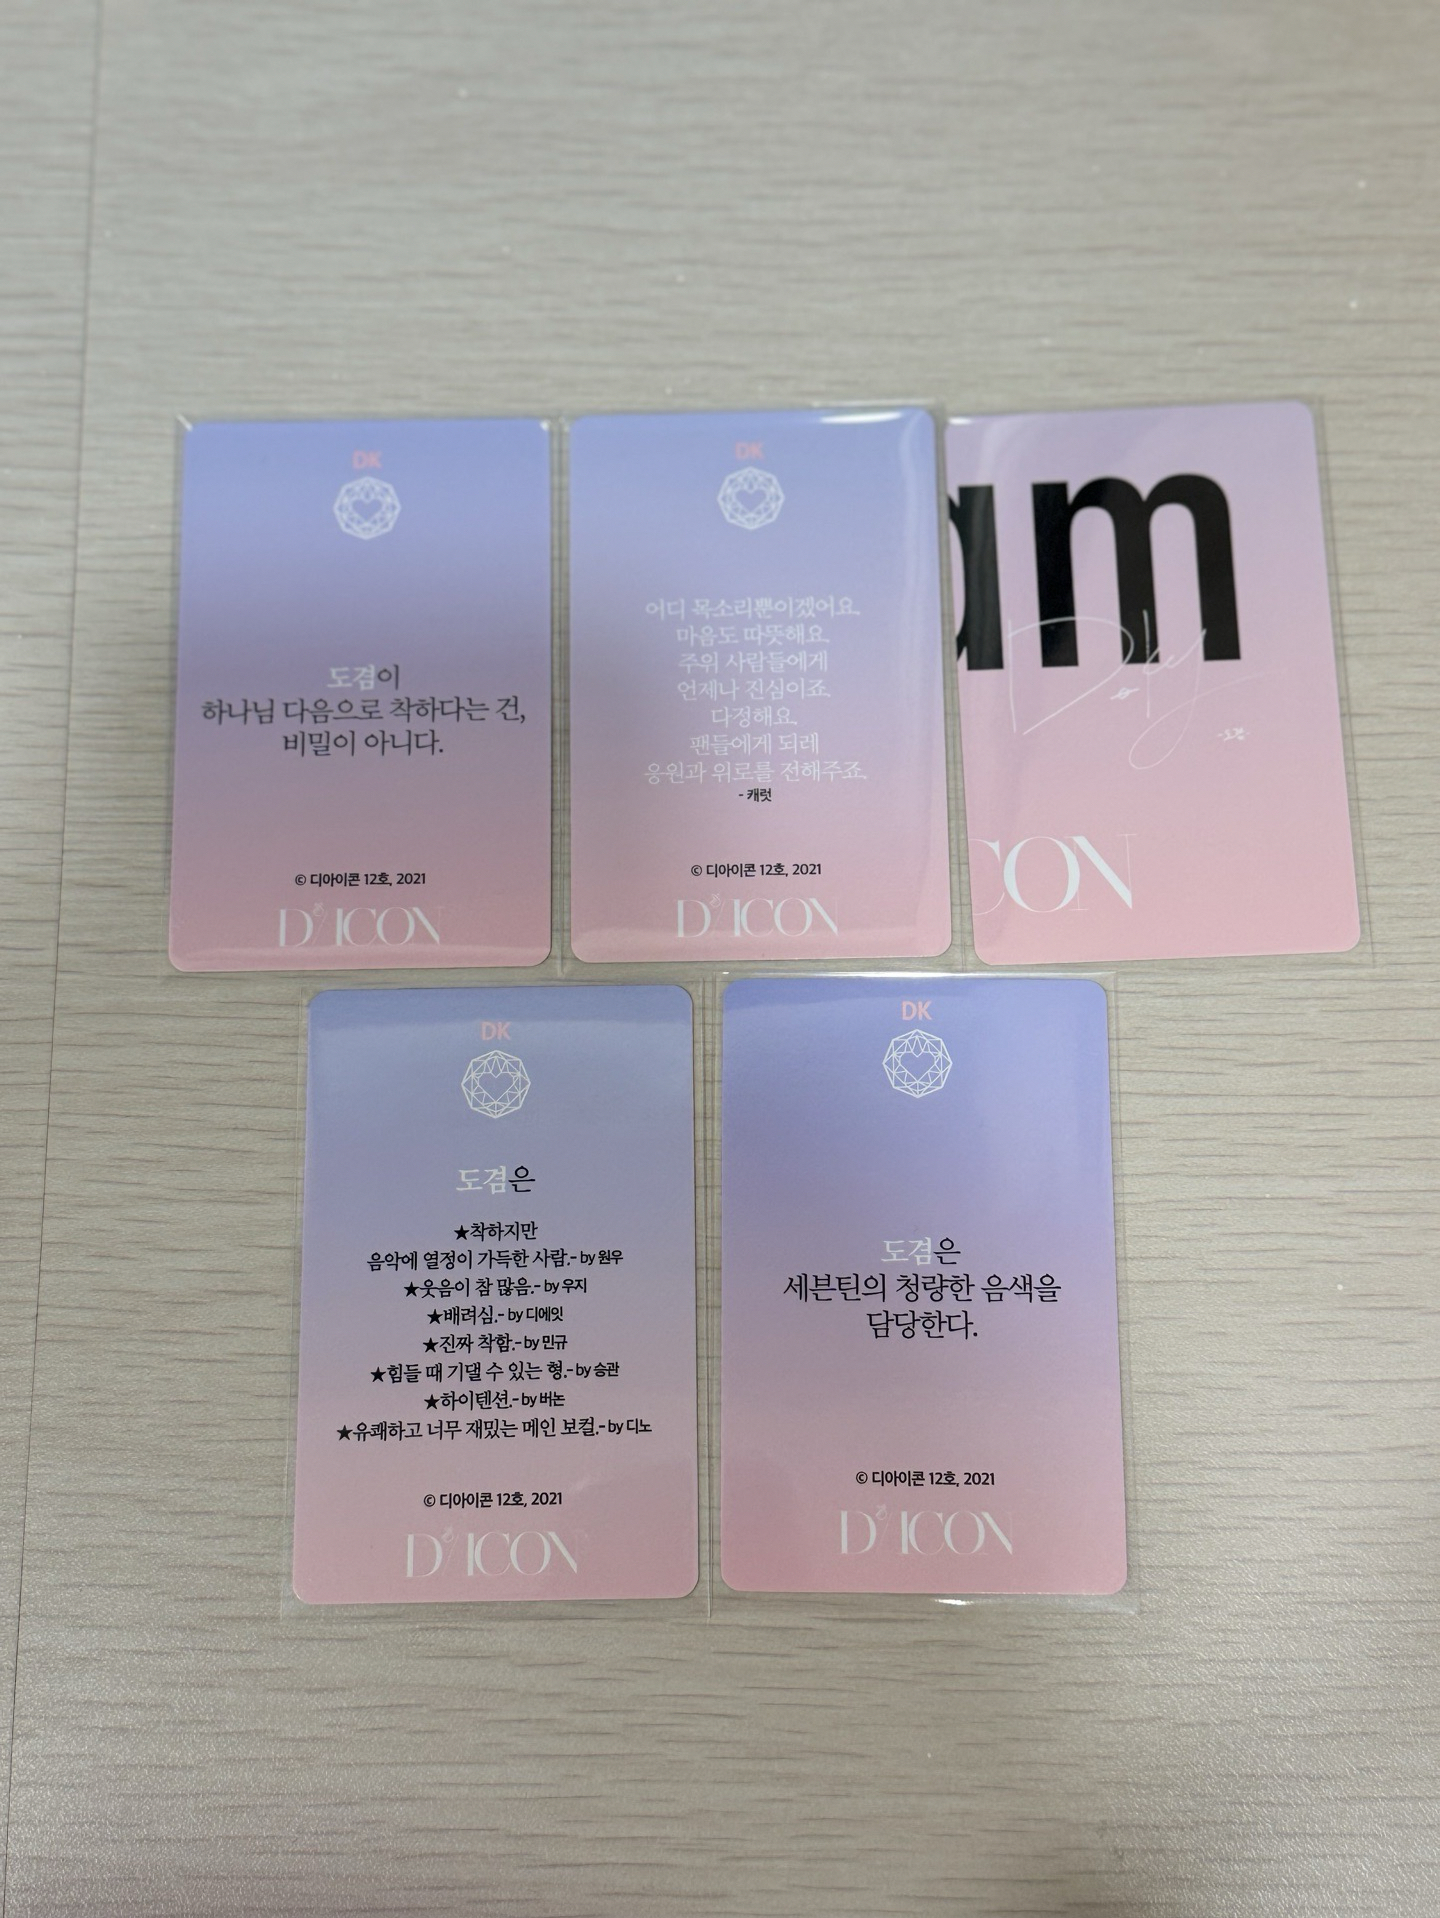 DK
도겸이
하나님 다음으로 착하다는 건,
비밀이 아니다.
© 디아이콘 12호, 2021
D/ICON
DK
어디 목소리뿐이겠어요.
마음도 따뜻해요.
주위 사람들에게
언제나 진심이죠.
다정해요.
팬들에게 되레
응원과 위로를 전해주죠.
- 캐럿
© 디아이콘 12호, 2021
D/ICON
am
-도겸-
CON
DK
도겸은
★착하지만
음악에 열정이 가득한 사람.- by 원우
★웃음이 참 많음.- by 우지
★배려심.- by 디에잇
★진짜 착함.- by 민규
★힘들 때 기댈 수 있는 형.- by 승관
★하이텐션.- by 버논
★유쾌하고 너무 재밌는 메인 보컬.- by 디노
© 디아이콘 12호, 2021
D/ICON
DK
도겸은
세븐틴의 청량한 음색을
담당한다.
© 디아이콘 12호, 2021
D/ICON